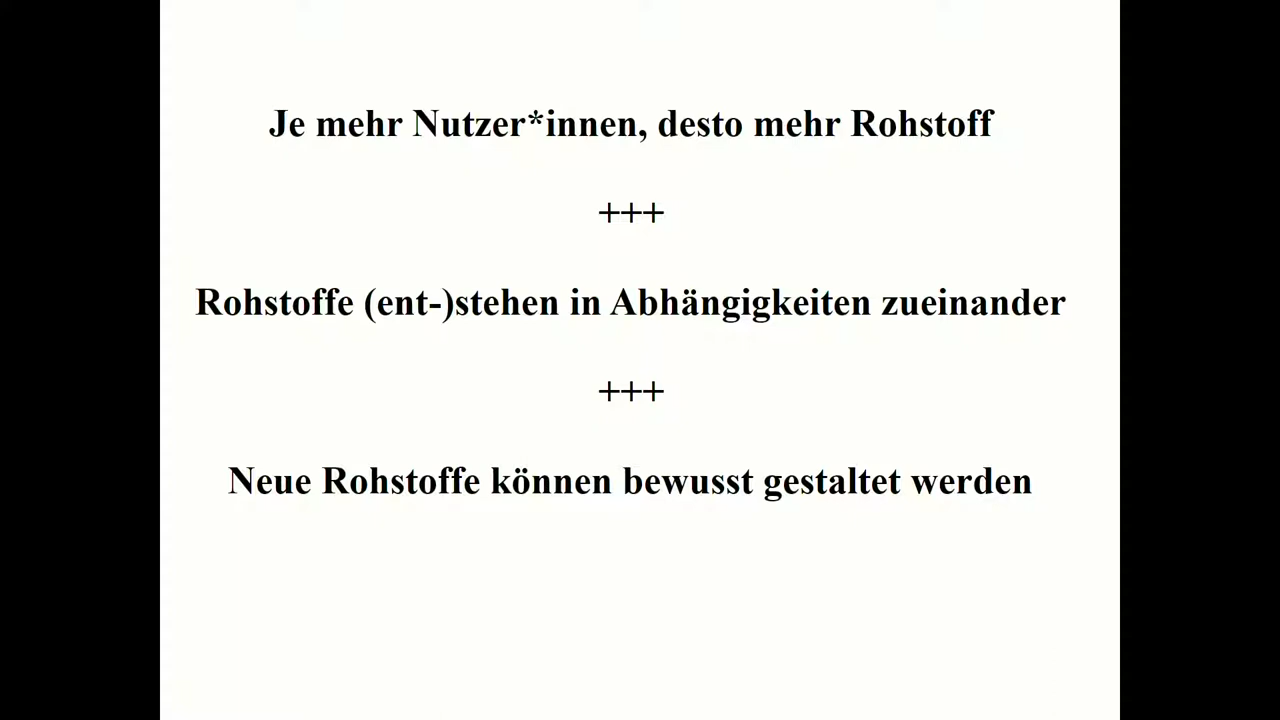 Je mehr Nutzer*innen, desto mehr Rohstoff
+++
Rohstoffe (ent-)stehen in Abhängigkeiten zueinander
+++
Neue Rohstoffe können bewusst gestaltet werden